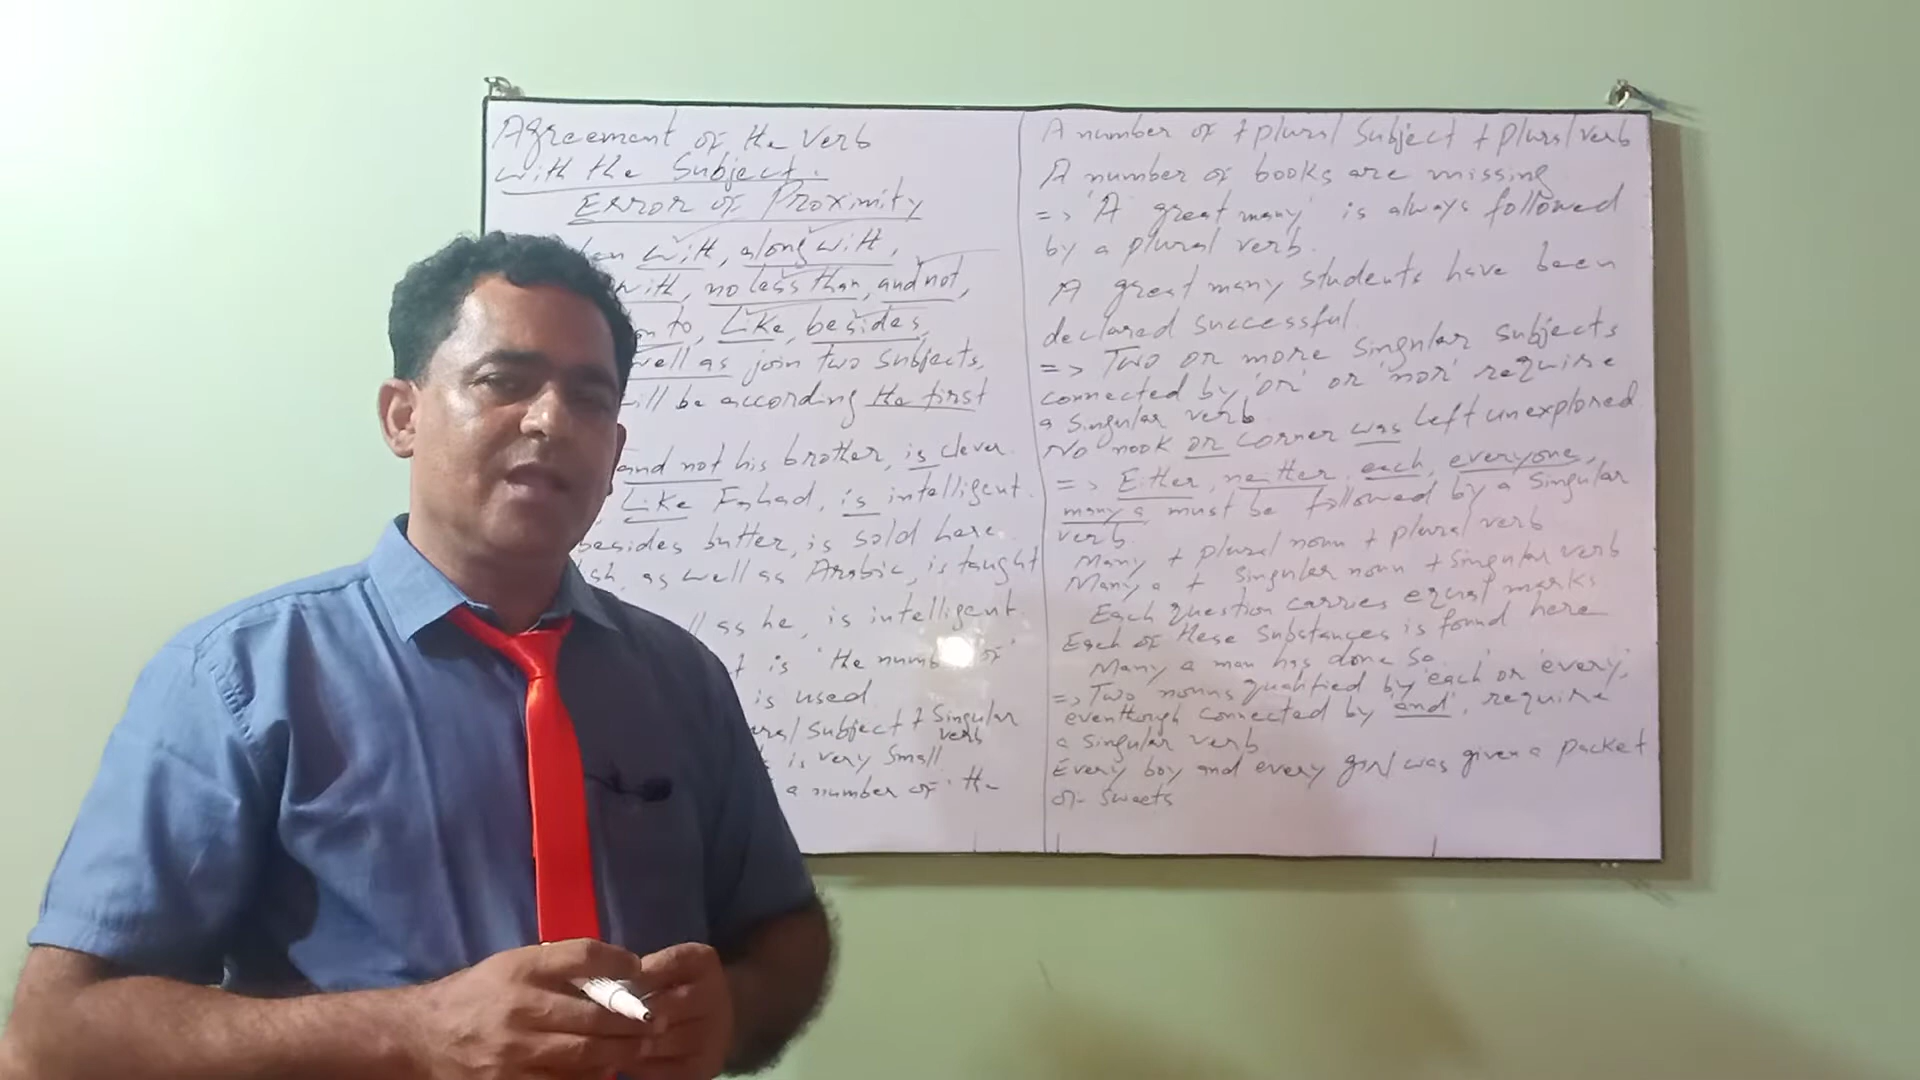 Agreement of the Verb
with the Subject.
Error of Proximity
with, along with,
with, no less than, and not,
to, Like, besides,
well as join two subjects,
will be according the first
and not his brother, is clever.
Like Fahad, is intelligent.
besides butter, is sold here.
as well as Arabic, is taught
as he, is intelligent.
is 'the number of'
is used
Subject + Singular
verb
is very small.
a number of' the
A number of + plural Subject + Plural verb
A number of books are missing
=> 'A great many' is always followed
by a plural verb.
A great many students have been
declared successful.
=> Two or more singular subjects
connected by 'or' or 'nor' require
a singular verb.
No nook or corner was left unexplored.
=> Either, neither, each, everyone,
many a must be followed by a singular
verb.
Many + plural noun + plural verb
Many a + singular noun + singular verb
Each question carries equal marks
Each of these substances is found here
Many a man has done so.
=> Two nouns qualified by 'each' or 'every',
eventhough connected by 'and', require
a singular verb
Every boy and every girl was given a packet
of sweets